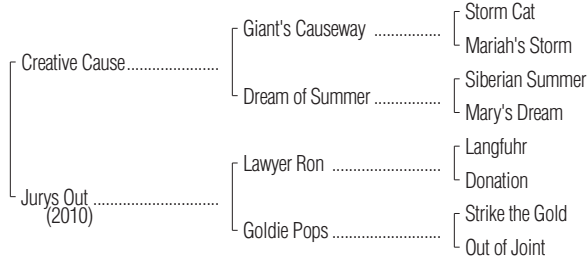 Storm Cat
Giant's Causeway ................
Mariah's Storm
Creative Cause......................
Siberian Summer
Dream of Summer ................
Mary's Dream
Langfuhr
Lawyer Ron ..........................
Donation
Jurys Out ..............................
(2010)
Strike the Gold
Goldie Pops ..........................
Out of Joint